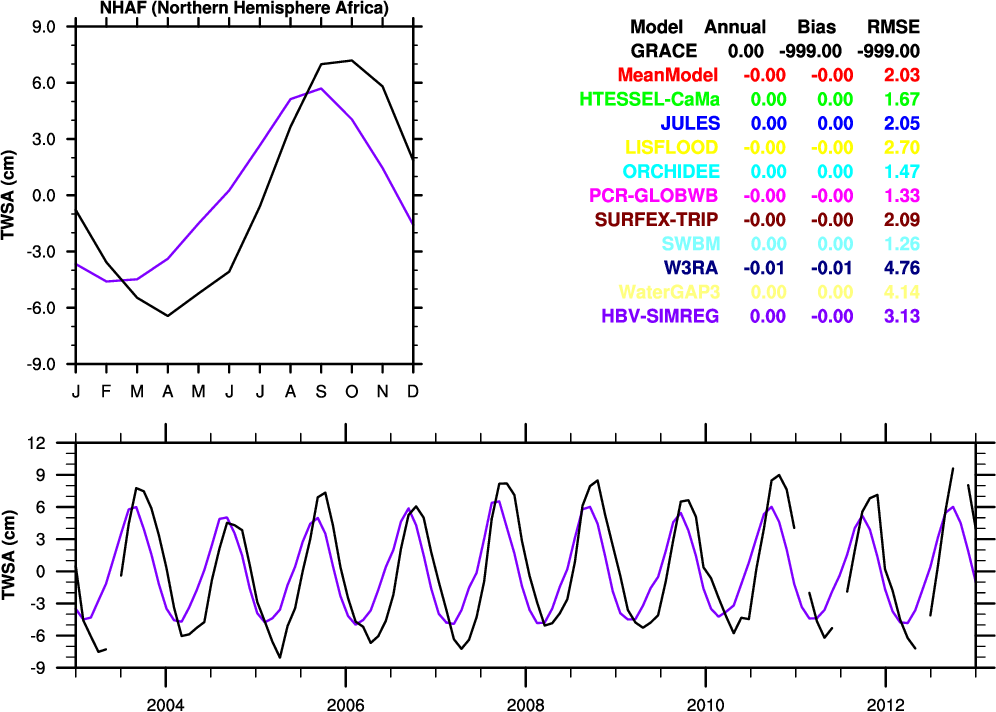 NHAF (Northern Hemisphere Africa)
9.0
6.0
3.0
0.0
-3.0
-6.0
-9.0
TWSA (cm)
J F M A M J J A S O N D
Model Annual Bias RMSE
GRACE 0.00 -999.00 -999.00
MeanModel -0.00 -0.00 2.03
HTESSEL-CaMa 0.00 0.00 1.67
JULES 0.00 0.00 2.05
LISFLOOD -0.00 -0.00 2.70
ORCHIDEE 0.00 0.00 1.47
PCR-GLOBWB -0.00 -0.00 1.33
SURFEX-TRIP -0.00 -0.00 2.09
SWBM 0.00 0.00 1.26
W3RA -0.01 -0.01 4.76
WaterGAP3 0.00 0.00 4.14
HBV-SIMREG 0.00 -0.00 3.13
12
9
6
3
0
-3
-6
-9
TWSA (cm)
2004 2006 2008 2010 2012